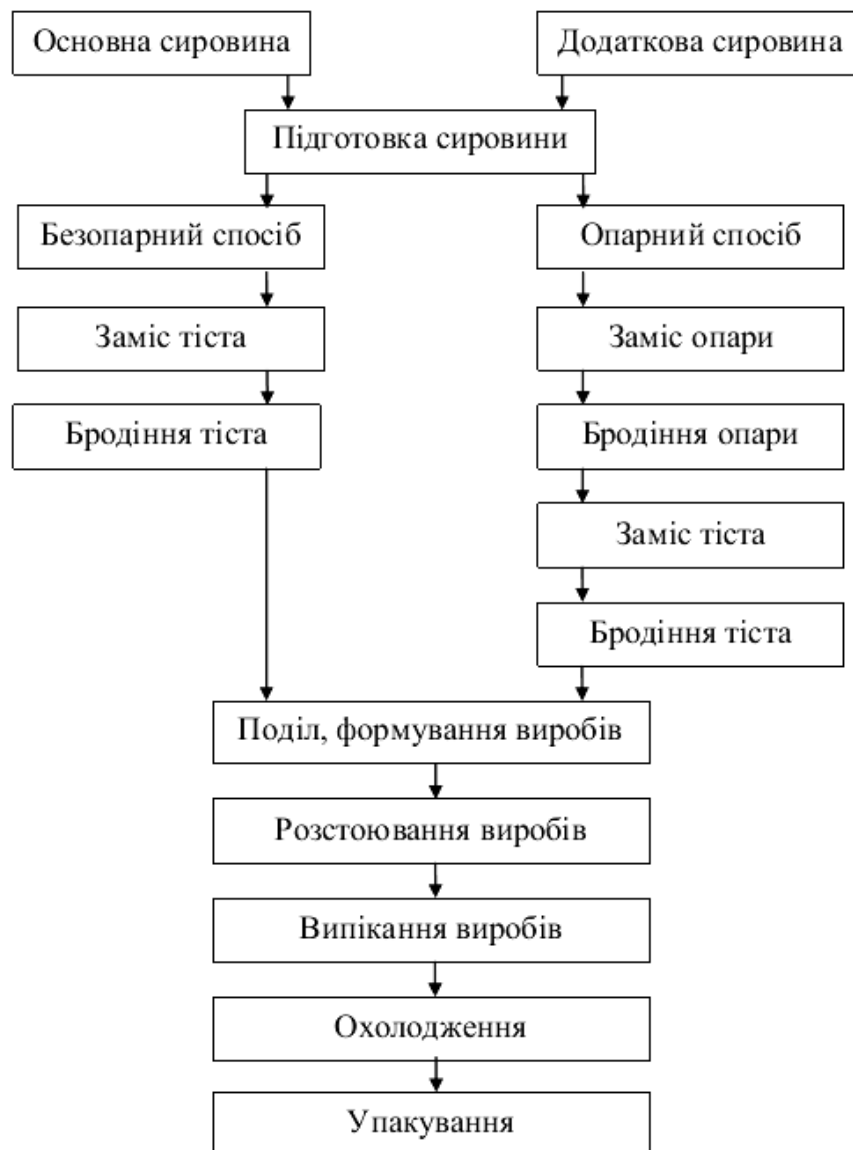 Основна сировина
Додаткова сировина
Підготовка сировини
Безопарний спосіб
Опарний спосіб
Заміс тіста
Заміс опари
Бродіння тіста
Бродіння опари
Заміс тіста
Бродіння тіста
Поділ, формування виробів
Розстоювання виробів
Випікання виробів
Охолодження
Упакування